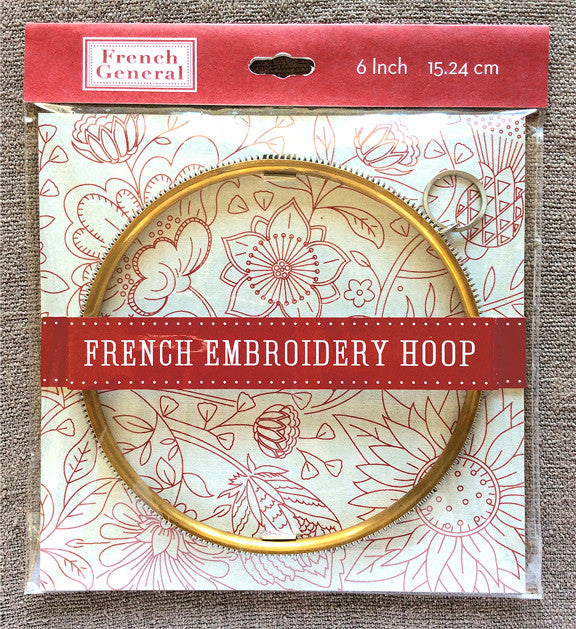 French
General
6 Inch 15.24 cm
FRENCH EMBROIDERY HOOP